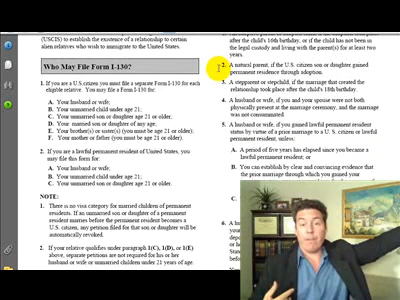 (USCIS) to establish the existence of a relationship to certain
alien relatives who wish to immigrate to the United States.
Who May File Form I-130?
1. If you are a U.S. citizen you must file a separate Form I-130 for each
eligible relative. You may file a Form I-130 for:
A. Your husband or wife;
B. Your unmarried child under age 21;
C. Your unmarried son or daughter age 21 or older;
D. Your married son or daughter of any age;
E. Your brother(s) or sister(s) (you must be age 21 or older);
F. Your mother or father (you must be age 21 or older).
2. If you are a lawful permanent resident of United States, you
may file this form for:
A. Your husband or wife;
B. Your unmarried child under age 21;
C. Your unmarried son or daughter age 21 or older.
NOTE:
1. There is no visa category for married children of permanent
residents. If an unmarried son or daughter of a permanent
resident marries before the permanent resident becomes a
U.S. citizen, any petition filed for that son or daughter will be
automatically revoked.
2. If your relative qualifies under paragraph 1(C), 1(D), or 1(E)
above, separate petitions are not required for his or her
husband or wife or unmarried children under 21 years of age.
after the child's 16th birthday, or if the child has not been in
the legal custody and living with the parent(s) for at least two
years.
2. A natural parent, if the U.S. citizen son or daughter gained
permanent residence through adoption.
3. A stepparent or stepchild, if the marriage that created the
relationship took place after the child's 18th birthday.
4. A husband or wife, if you and your spouse were not both
physically present at the marriage ceremony, and the marriage
was not consummated.
5. A husband or wife, if you gained lawful permanent resident
status by virtue of a prior marriage to a U.S. citizen or lawful
permanent resident, unless:
A. A period of five years has elapsed since you became a
lawful permanent resident; or
B. You can establish by clear and convincing evidence that
the prior marriage through which you gained your
C.
6. A h